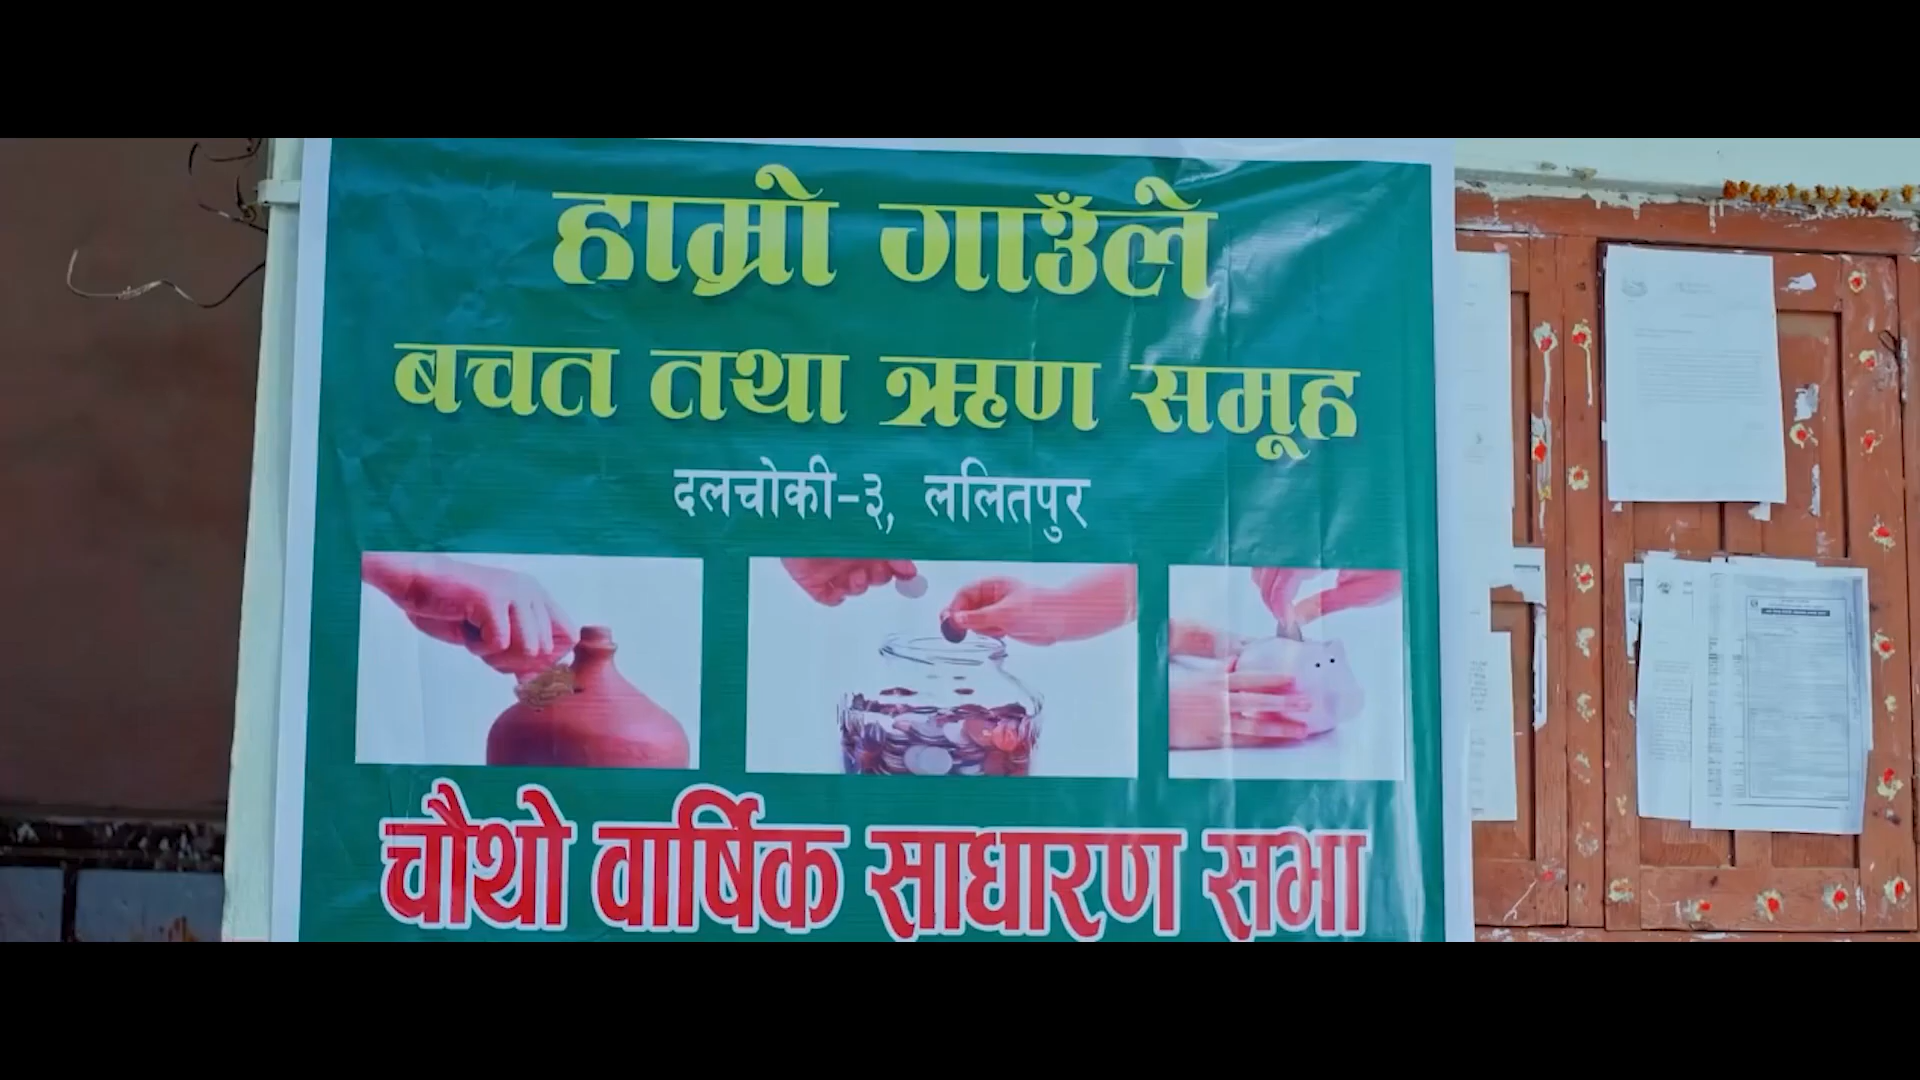 हाम्रो गाउँले
बचत तथा ऋण समूह
दलचोकी-३, ललितपुर
चौथो वार्षिक साधारण सभा